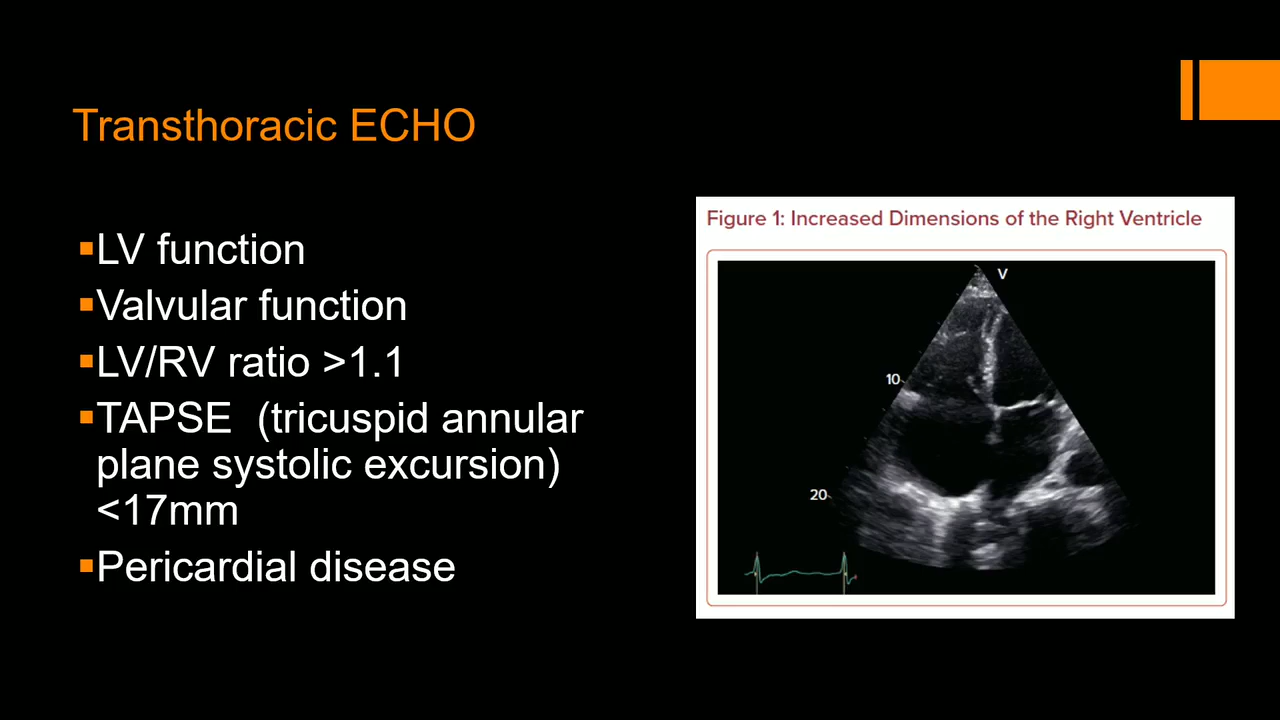 Transthoracic ECHO
▪LV function
▪Valvular function
▪LV/RV ratio >1.1
▪TAPSE (tricuspid annular
plane systolic excursion)
<17mm
▪Pericardial disease
Figure 1: Increased Dimensions of the Right Ventricle
V
10
20